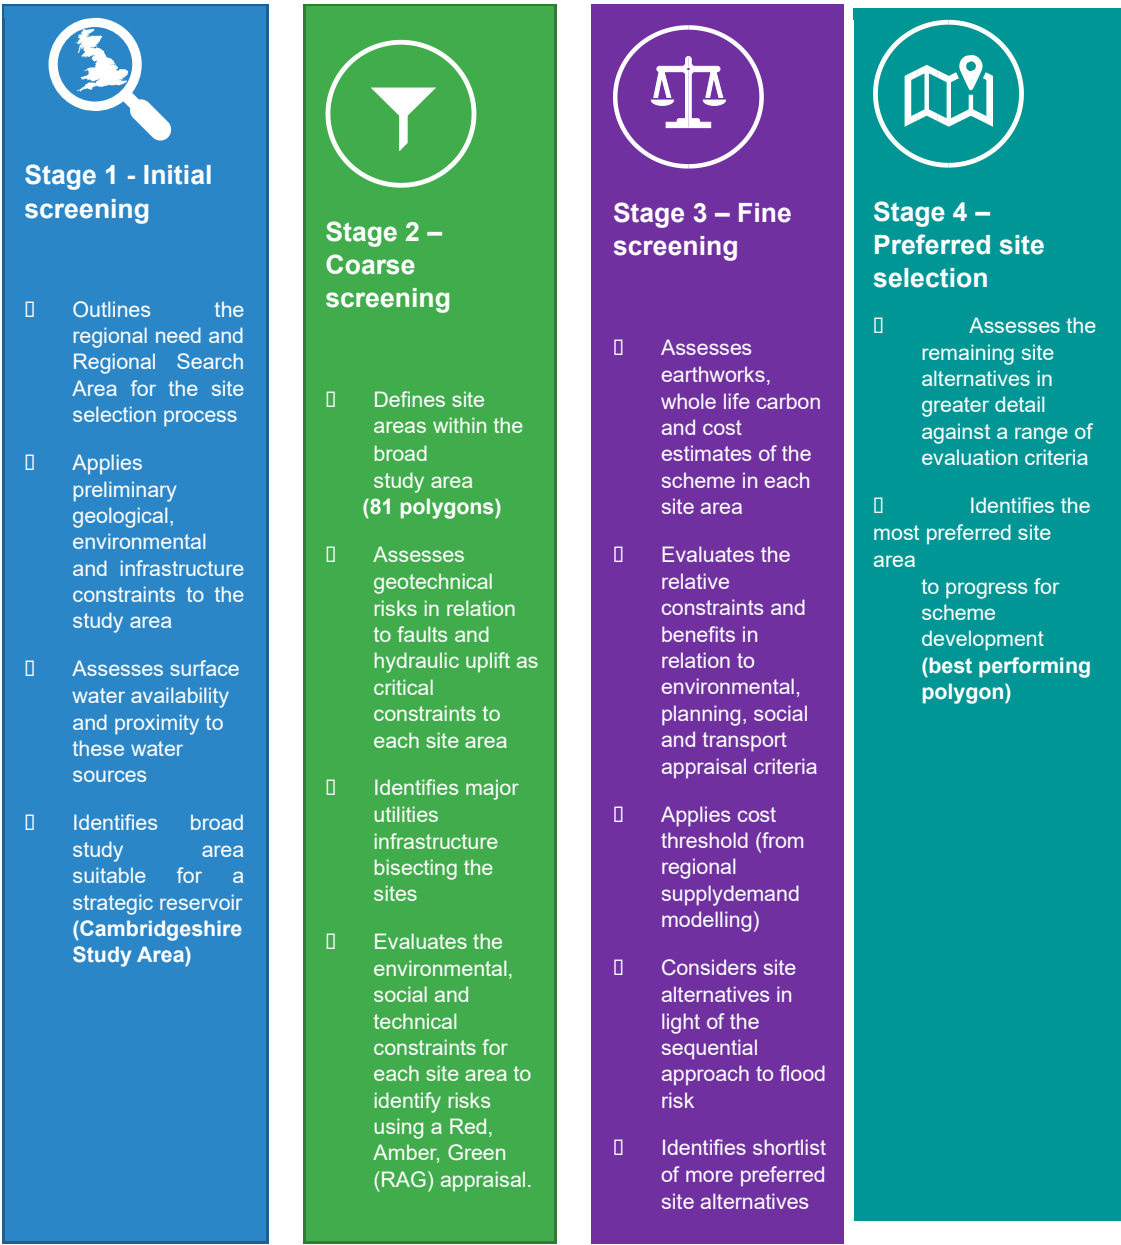 Stage 1 - Initial
screening
▯ Outlines the
regional need and
Regional Search
Area for the site
selection process
▯ Applies
preliminary
geological,
environmental
and infrastructure
constraints to the
study area
▯ Assesses surface
water availability
and proximity to
these water
sources
▯ Identifies broad
study area
suitable for a
strategic reservoir
(Cambridgeshire
Study Area)
Stage 2 –
Coarse
screening
▯ Defines site
areas within the
broad
study area
(81 polygons)
▯ Assesses
geotechnical
risks in relation
to faults and
hydraulic uplift as
critical
constraints to
each site area
▯ Identifies major
utilities
infrastructure
bisecting the
sites
▯ Evaluates the
environmental,
social and
technical
constraints for
each site area to
identify risks
using a Red,
Amber, Green
(RAG) appraisal.
Stage 3 – Fine
screening
▯ Assesses
earthworks,
whole life carbon
and cost
estimates of the
scheme in each
site area
▯ Evaluates the
relative
constraints and
benefits in
relation to
environmental,
planning, social
and transport
appraisal criteria
▯ Applies cost
threshold (from
regional
supplydemand
modelling)
▯ Considers site
alternatives in
light of the
sequential
approach to flood
risk
▯ Identifies shortlist
of more preferred
site alternatives
Stage 4 –
Preferred site
selection
▯ Assesses the
remaining site
alternatives in
greater detail
against a range of
evaluation criteria
▯ Identifies the
most preferred site
area
to progress for
scheme
development
(best performing
polygon)